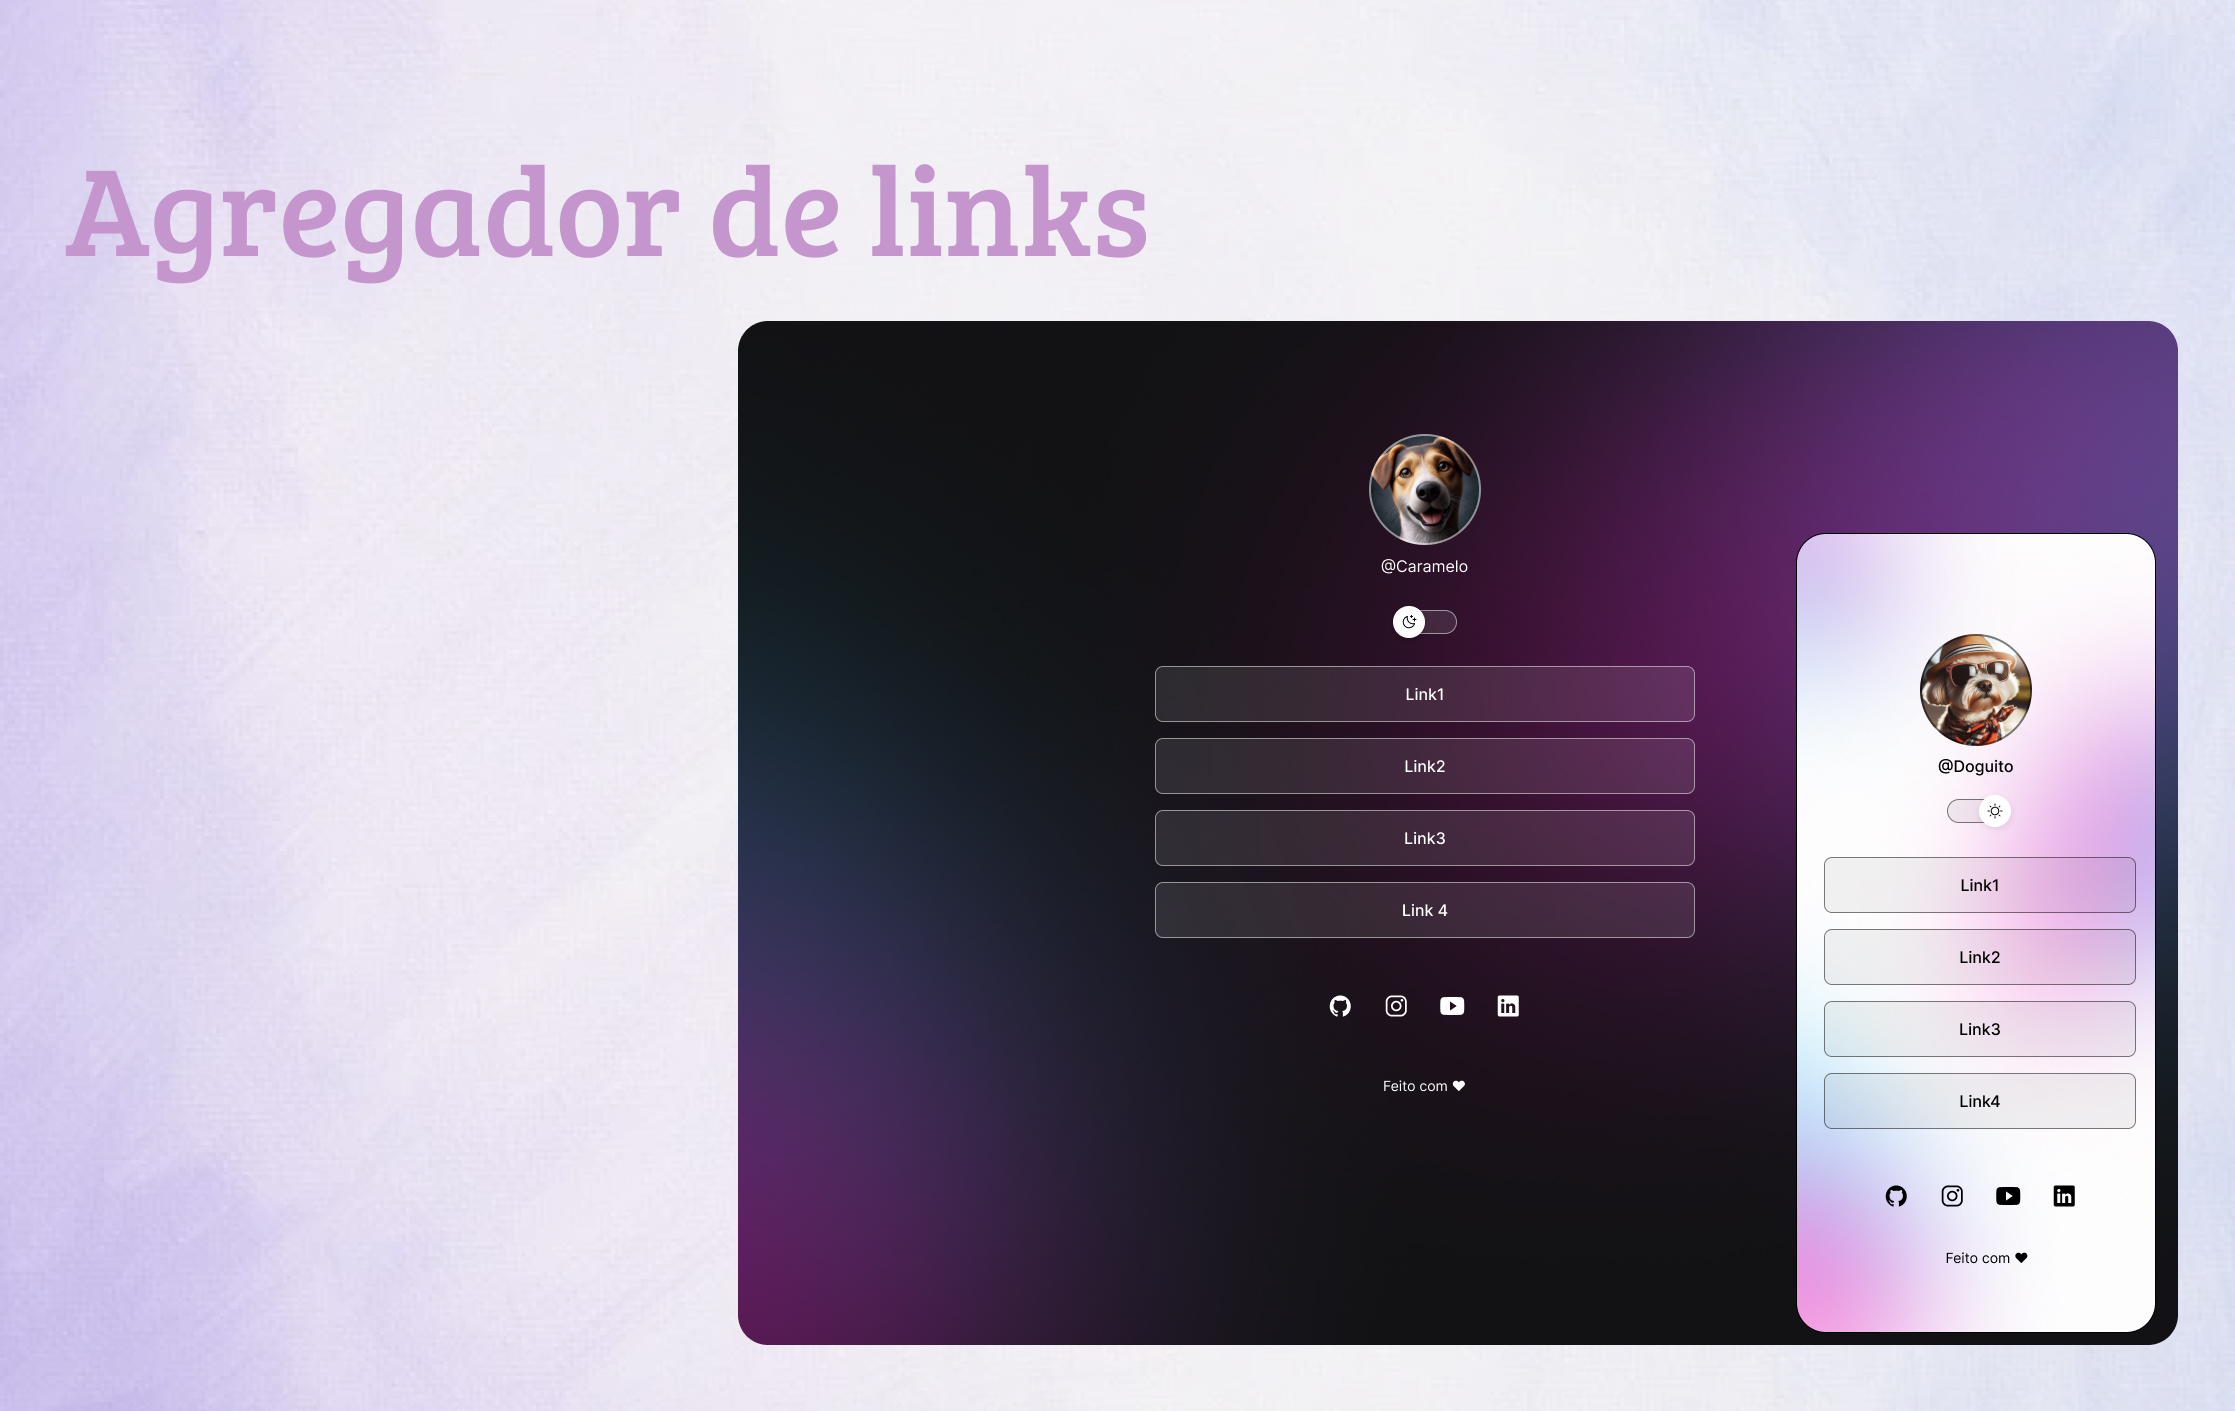 Agregador de links
@Caramelo
Link1
Link2
Link3
Link 4
Feito com ♥
@Doguito
Link1
Link2
Link3
Link4
Feito com ♥